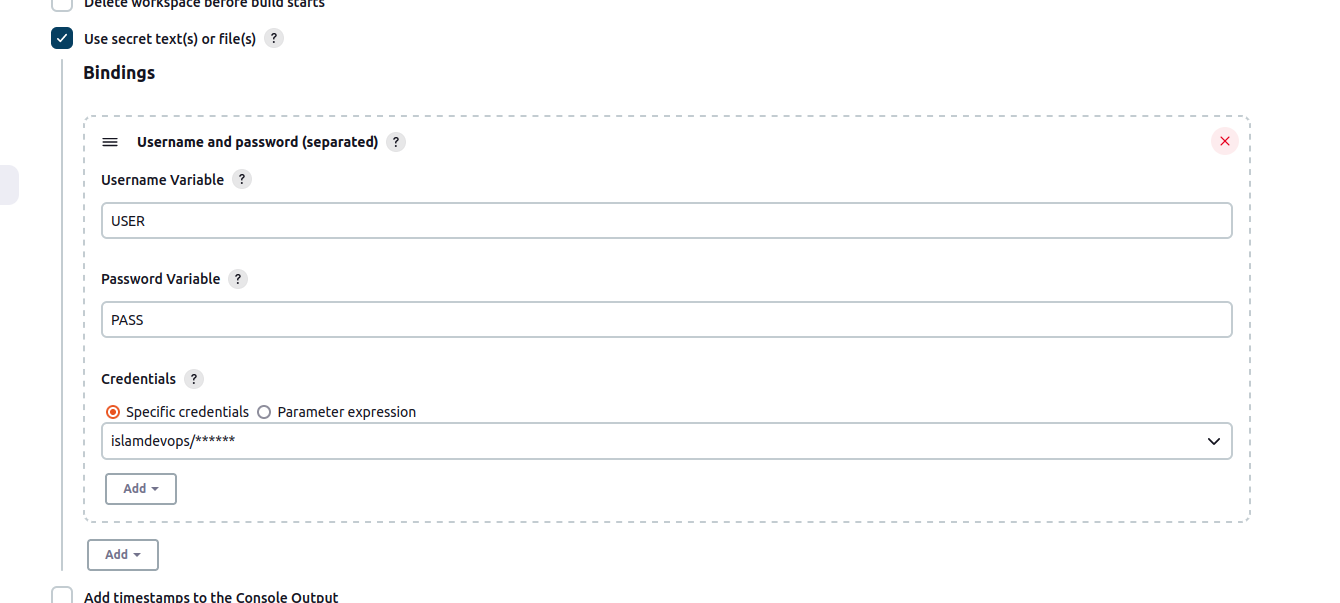 Delete workspace before build starts
Use secret text(s) or file(s) ?
Bindings
Username and password (separated) ?
Username Variable ?
USER
Password Variable ?
PASS
Credentials ?
Specific credentials Parameter expression
islamdevops/******
Add
Add
Add timestamps to the Console Output